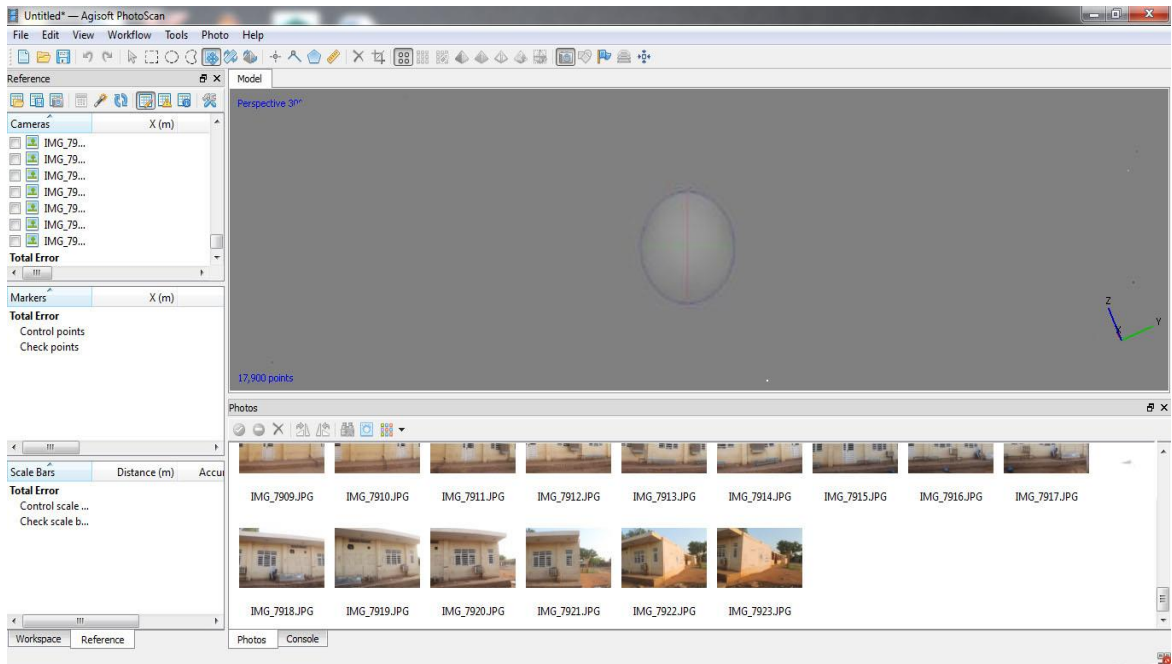 Untitled* — Agisoft PhotoScan
File Edit View Workflow Tools Photo Help
Reference
Model
Perspective 30°
Cameras X (m)
IMG_79...
IMG_79...
IMG_79...
IMG_79...
IMG_79...
IMG_79...
IMG_79...
Total Error
Markers X (m)
Total Error
Control points
Check points
Z
Y
X
17,900 points
Photos
Scale Bars Distance (m) Accur
Total Error
Control scale ...
Check scale b...
IMG_7909.JPG IMG_7910.JPG IMG_7911.JPG IMG_7912.JPG IMG_7913.JPG IMG_7914.JPG IMG_7915.JPG IMG_7916.JPG IMG_7917.JPG
IMG_7918.JPG IMG_7919.JPG IMG_7920.JPG IMG_7921.JPG IMG_7922.JPG IMG_7923.JPG
Workspace Reference
Photos Console